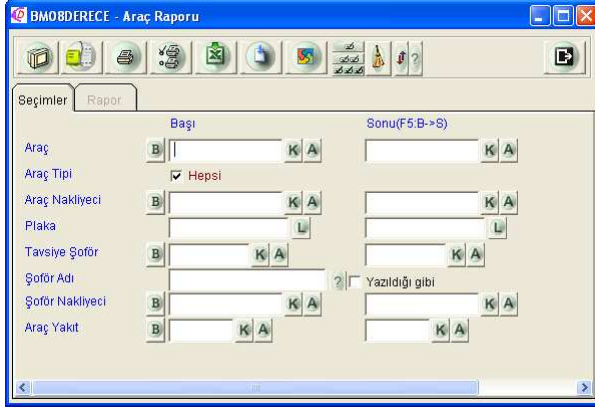 BM08DERECE - Araç Raporu
Seçimler Rapor
Başı Sonu(F5:B->S)
Araç B K A K A
Araç Tipi Hepsi
Araç Nakliyeci B K A K A
Plaka L L
Tavsiye Şoför B K A K A
Şoför Adı ? Yazıldığı gibi
Şoför Nakliyeci B K A K A
Araç Yakıt B K A K A